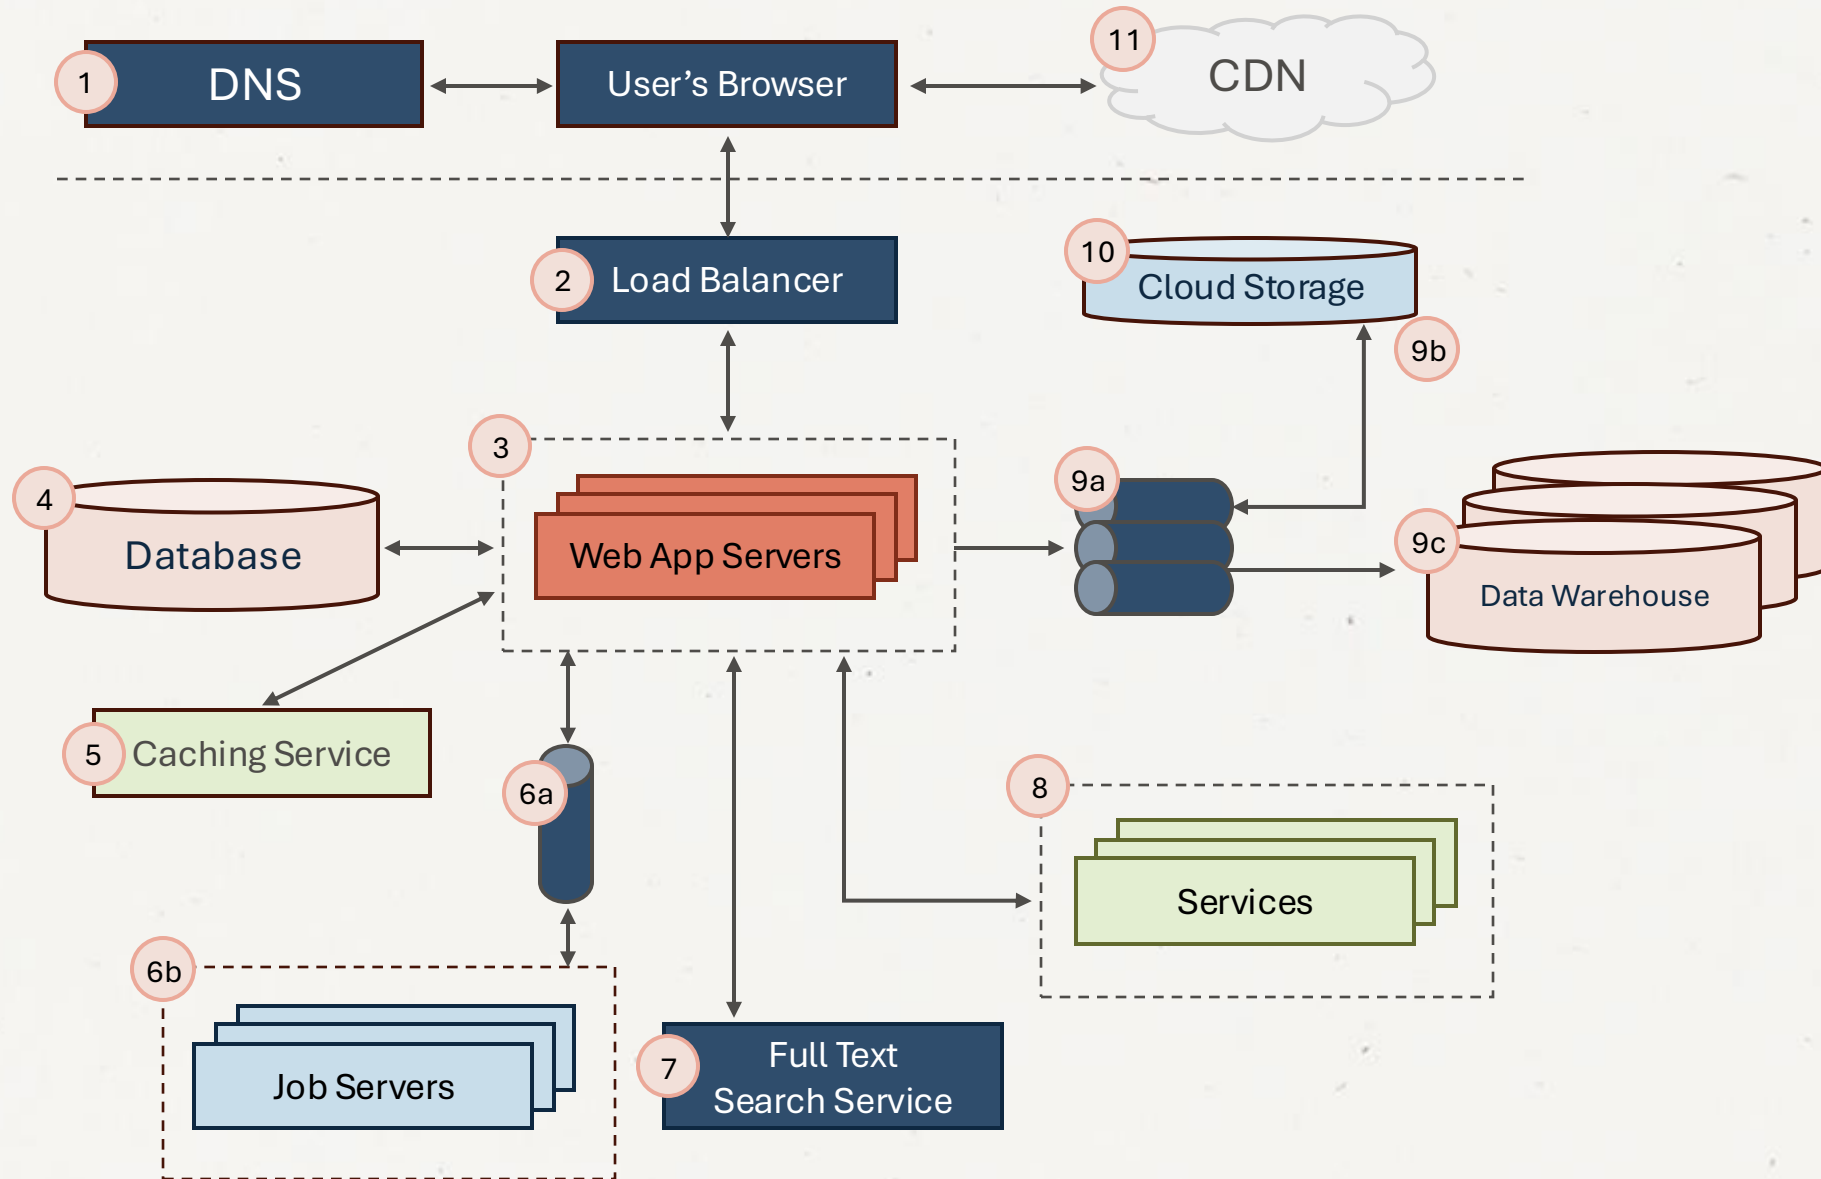 1
DNS
User’s Browser
11
CDN
2
Load Balancer
10
Cloud Storage
9b
3
Web App Servers
4
Database
9a
9c
Data Warehouse
5
Caching Service
6a
8
Services
6b
Job Servers
7
Full Text
Search Service